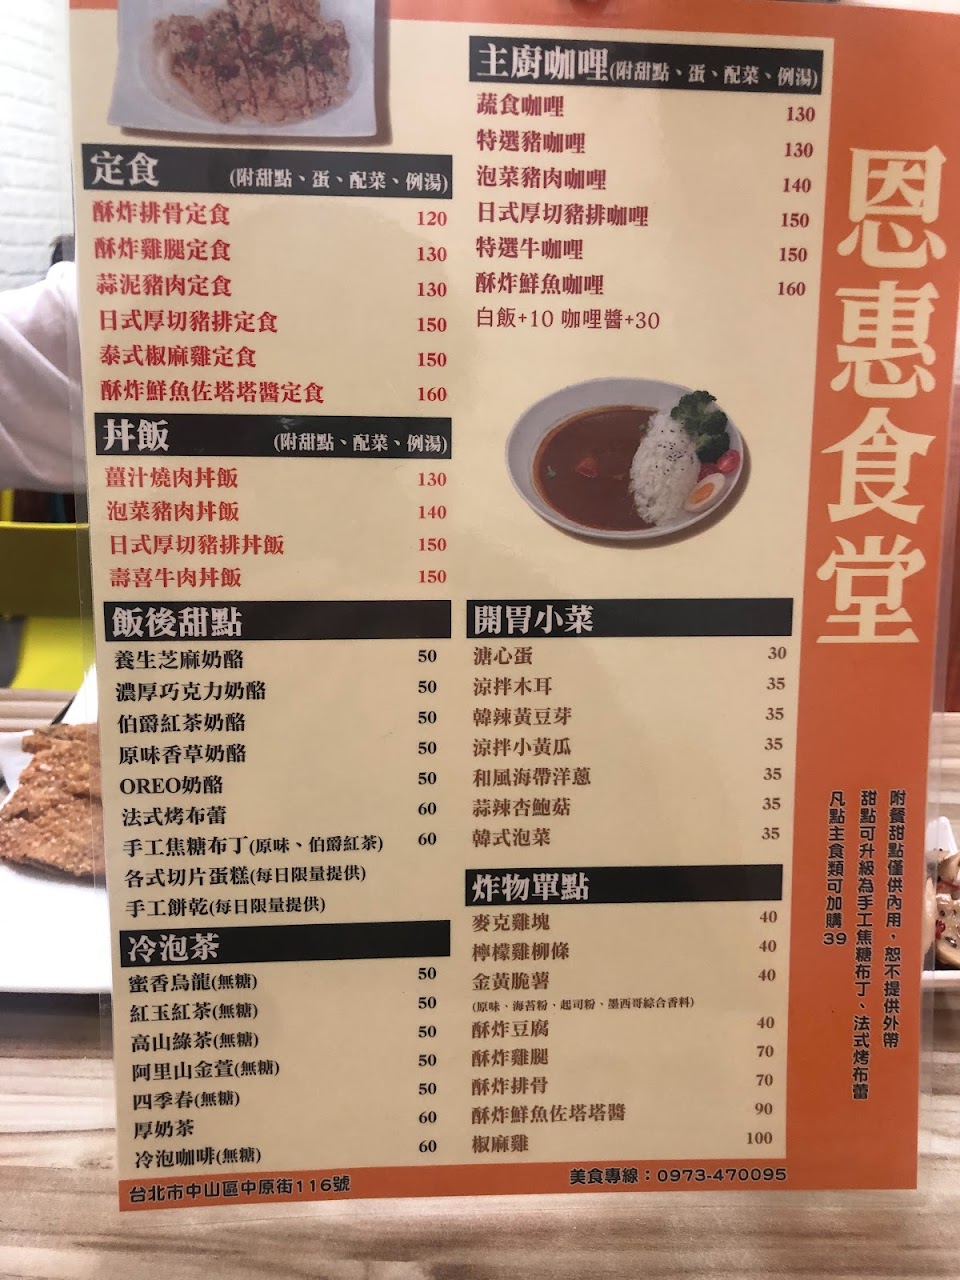 定食 (附甜點、蛋、配菜、例湯)
酥炸排骨定食 120
酥炸雞腿定食 130
蒜泥豬肉定食 130
日式厚切豬排定食 150
泰式椒麻雞定食 150
酥炸鮮魚佐塔塔醬定食 160
丼飯 (附甜點、配菜、例湯)
薑汁燒肉丼飯 130
泡菜豬肉丼飯 140
日式厚切豬排丼飯 150
壽喜牛肉丼飯 150
飯後甜點
養生芝麻奶酪 50
濃厚巧克力奶酪 50
伯爵紅茶奶酪 50
原味香草奶酪 50
OREO奶酪 50
法式烤布蕾 60
手工焦糖布丁(原味、伯爵紅茶) 60
各式切片蛋糕(每日限量提供)
手工餅乾(每日限量提供)
冷泡茶
蜜香烏龍(無糖) 50
紅玉紅茶(無糖) 50
高山綠茶(無糖) 50
阿里山金萱(無糖) 50
四季春(無糖) 50
厚奶茶 60
冷泡咖啡(無糖) 60
主廚咖哩(附甜點、蛋、配菜、例湯)
蔬食咖哩 130
特選豬咖哩 130
泡菜豬肉咖哩 140
日式厚切豬排咖哩 150
特選牛咖哩 150
酥炸鮮魚咖哩 160
白飯+10 咖哩醬+30
開胃小菜
溏心蛋 30
涼拌木耳 35
韓辣黃豆芽 35
涼拌小黃瓜 35
和風海帶洋蔥 35
蒜辣杏鮑菇 35
韓式泡菜 35
炸物單點
麥克雞塊 40
檸檬雞柳條 40
金黃脆薯 40
(原味、海苔粉、起司粉、墨西哥綜合香料)
酥炸豆腐 40
酥炸雞腿 70
酥炸排骨 70
酥炸鮮魚佐塔塔醬 90
椒麻雞 100
恩惠食堂
附餐甜點僅供內用，恕不提供外帶
甜點可升級為手工焦糖布丁、法式烤布蕾
凡點主食類可加購39
台北市中山區中原街116號
美食專線：0973-470095